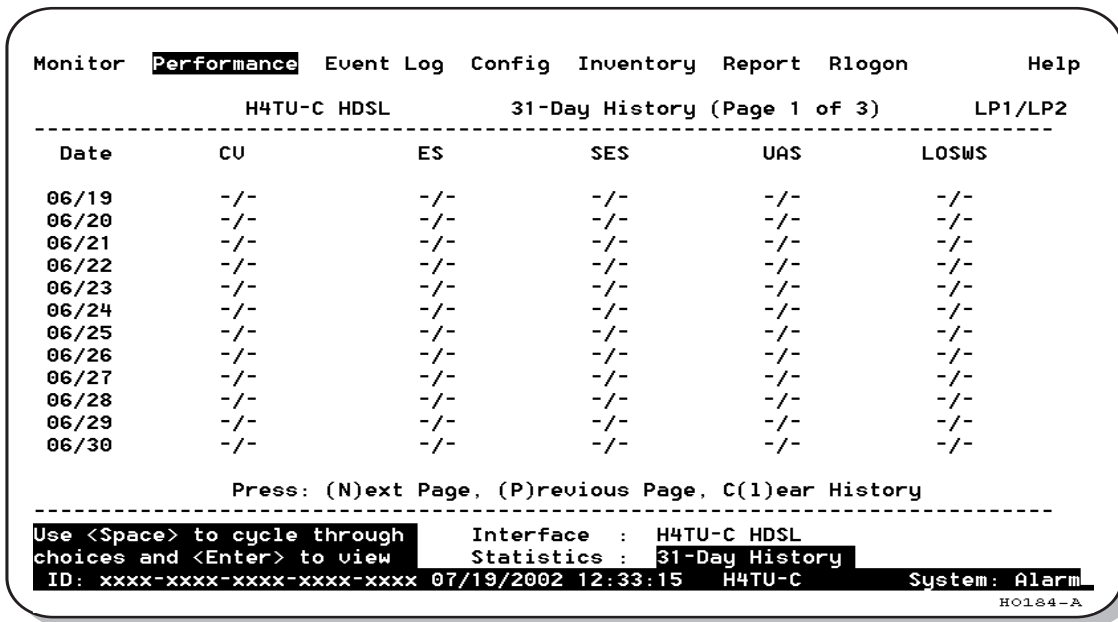 Monitor Performance Event Log Config Inventory Report Rlogon Help
H4TU-C HDSL 31-Day History (Page 1 of 3) LP1/LP2
--------------------------------------------------------------------------------
Date CV ES SES UAS LOSWS
06/19 -/- -/- -/- -/- -/-
06/20 -/- -/- -/- -/- -/-
06/21 -/- -/- -/- -/- -/-
06/22 -/- -/- -/- -/- -/-
06/23 -/- -/- -/- -/- -/-
06/24 -/- -/- -/- -/- -/-
06/25 -/- -/- -/- -/- -/-
06/26 -/- -/- -/- -/- -/-
06/27 -/- -/- -/- -/- -/-
06/28 -/- -/- -/- -/- -/-
06/29 -/- -/- -/- -/- -/-
06/30 -/- -/- -/- -/- -/-
Press: (N)ext Page, (P)revious Page, C(l)ear History
--------------------------------------------------------------------------------
Use <Space> to cycle through Interface : H4TU-C HDSL
choices and <Enter> to view Statistics : 31-Day History
ID: xxxx-xxxx-xxxx-xxxx-xxxx 07/19/2002 12:33:15 H4TU-C System: Alarm
H0184-A